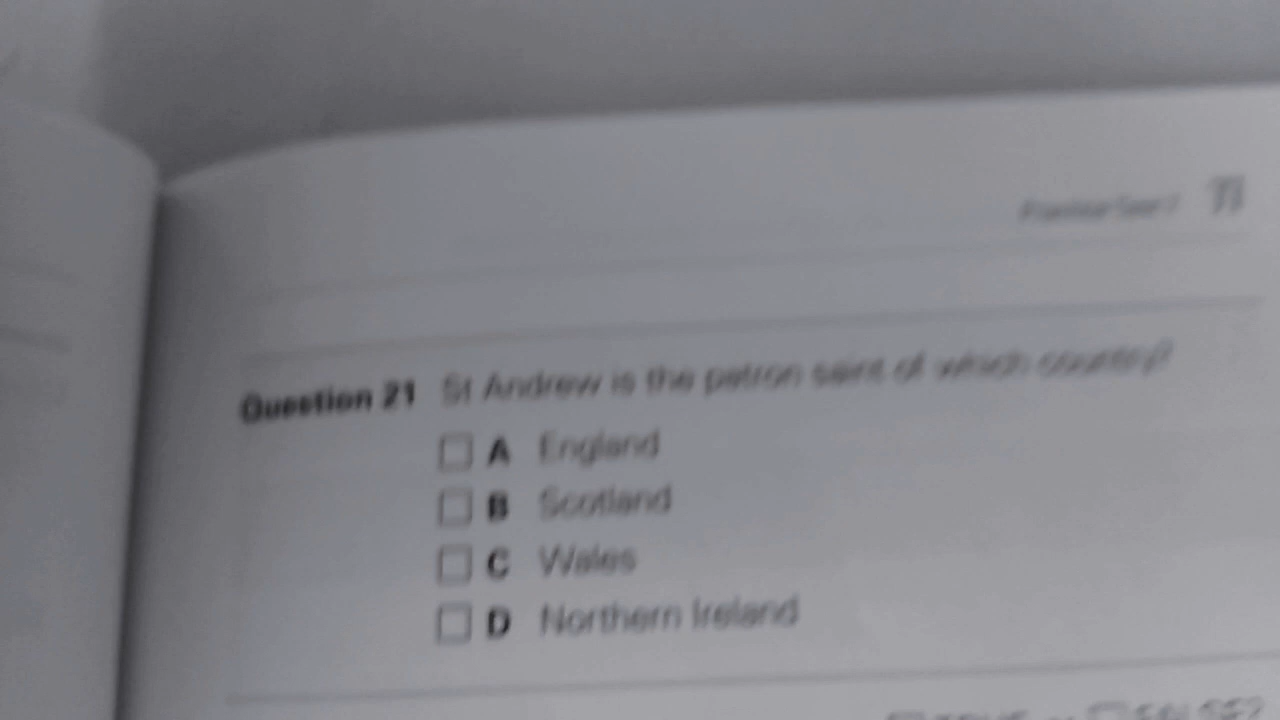 Question 21 St Andrew is the patron saint of which country?
A England
B Scotland
C Wales
D Northern Ireland